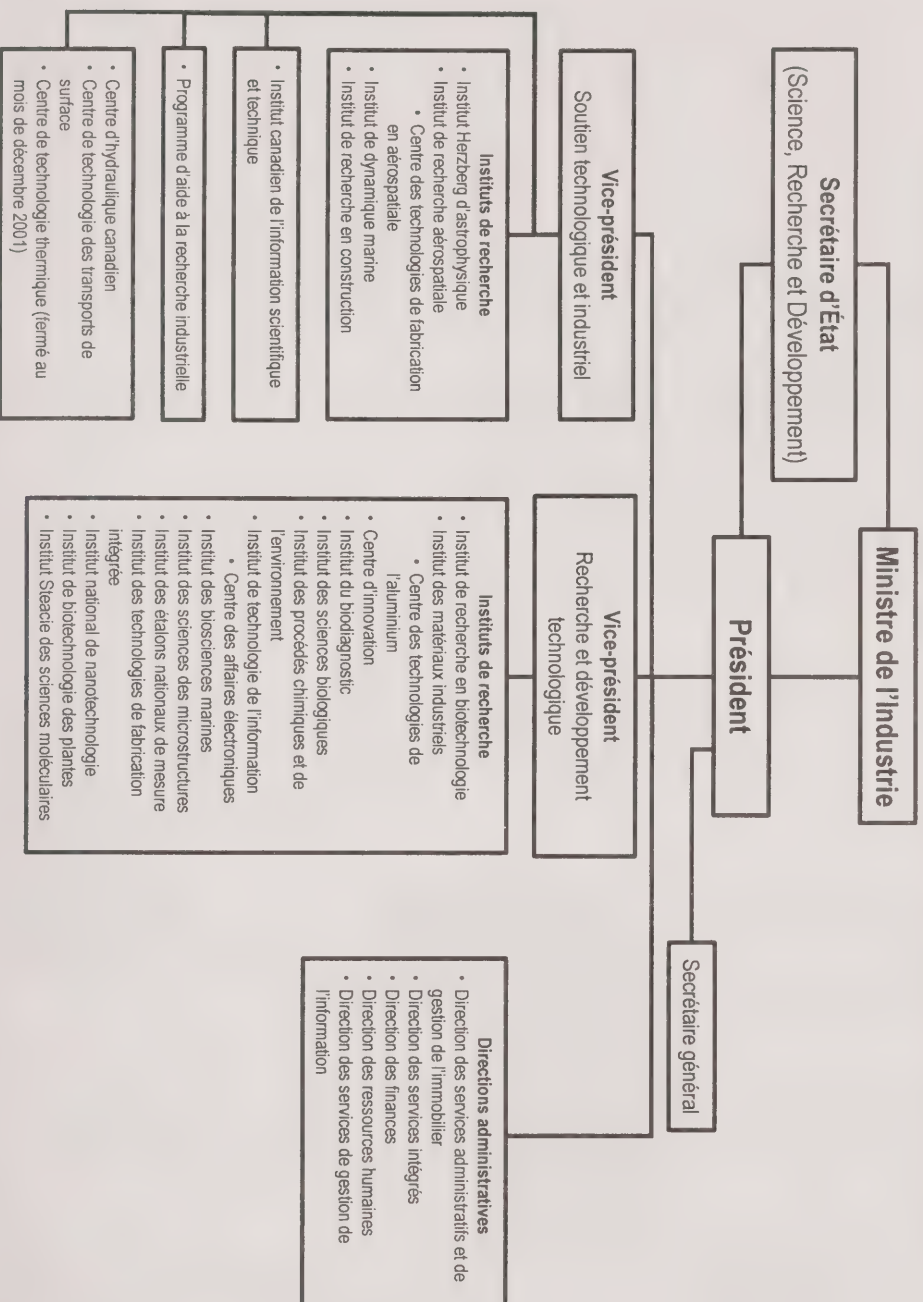 Ministre de l'Industrie
Secrétaire d'État
(Science, Recherche et Développement)
Président
Secrétaire général
Vice-président
Soutien technologique et industriel
Instituts de recherche
• Institut Herzberg d'astrophysique
• Institut de recherche aérospatiale
• Centre des technologies de fabrication
en aérospatiale
• Institut de dynamique marine
• Institut de recherche en construction
• Institut canadien de l'information scientifique
et technique
• Programme d'aide à la recherche industrielle
• Centre d'hydraulique canadien
• Centre de technologie des transports de
surface
• Centre de technologie thermique (fermé au
mois de décembre 2001)
Vice-président
Recherche et développement
technologique
Instituts de recherche
• Institut de recherche en biotechnologie
• Institut des matériaux industriels
• Centre des technologies de
l'aluminium
• Centre d'innovation
• Institut du biodiagnostic
• Institut des sciences biologiques
• Institut des procédés chimiques et de
l'environnement
• Institut de technologie de l'information
• Centre des affaires électroniques
• Institut des biosciences marines
• Institut des sciences des microstructures
• Institut des étalons nationaux de mesure
• Institut des technologies de fabrication
intégrée
• Institut national de nanotechnologie
• Institut de biotechnologie des plantes
• Institut Steacie des sciences moléculaires
Directions administratives
• Direction des services administratifs et de
gestion de l'immobilier
• Direction des services intégrés
• Direction des finances
• Direction des ressources humaines
• Direction des services de gestion de
l'information